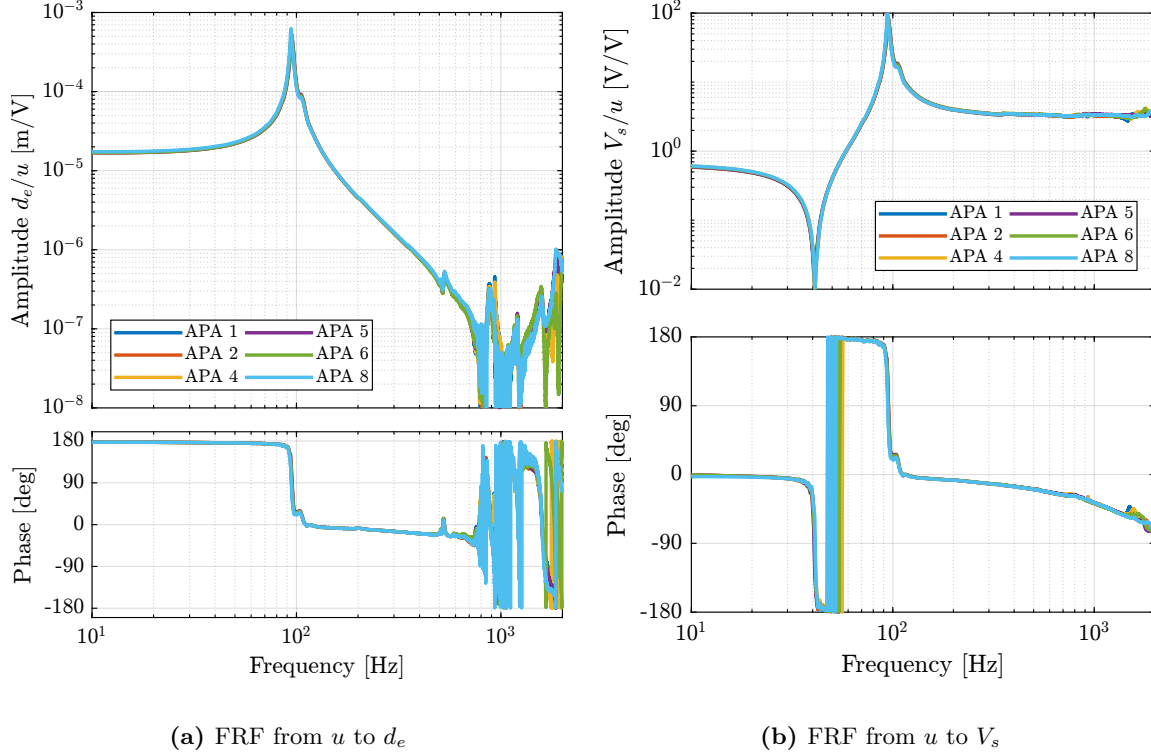 10^-3
10^-4
10^-5
10^-6
10^-7
10^-8
Amplitude d_e/u [m/V]
APA 1
APA 2
APA 4
APA 5
APA 6
APA 8
180
90
0
-90
-180
Phase [deg]
10^1
10^2
10^3
Frequency [Hz]
(a) FRF from u to d_e
10^2
10^0
10^-2
Amplitude V_s/u [V/V]
APA 1
APA 2
APA 4
APA 5
APA 6
APA 8
180
90
0
-90
-180
Phase [deg]
10^1
10^2
10^3
Frequency [Hz]
(b) FRF from u to V_s